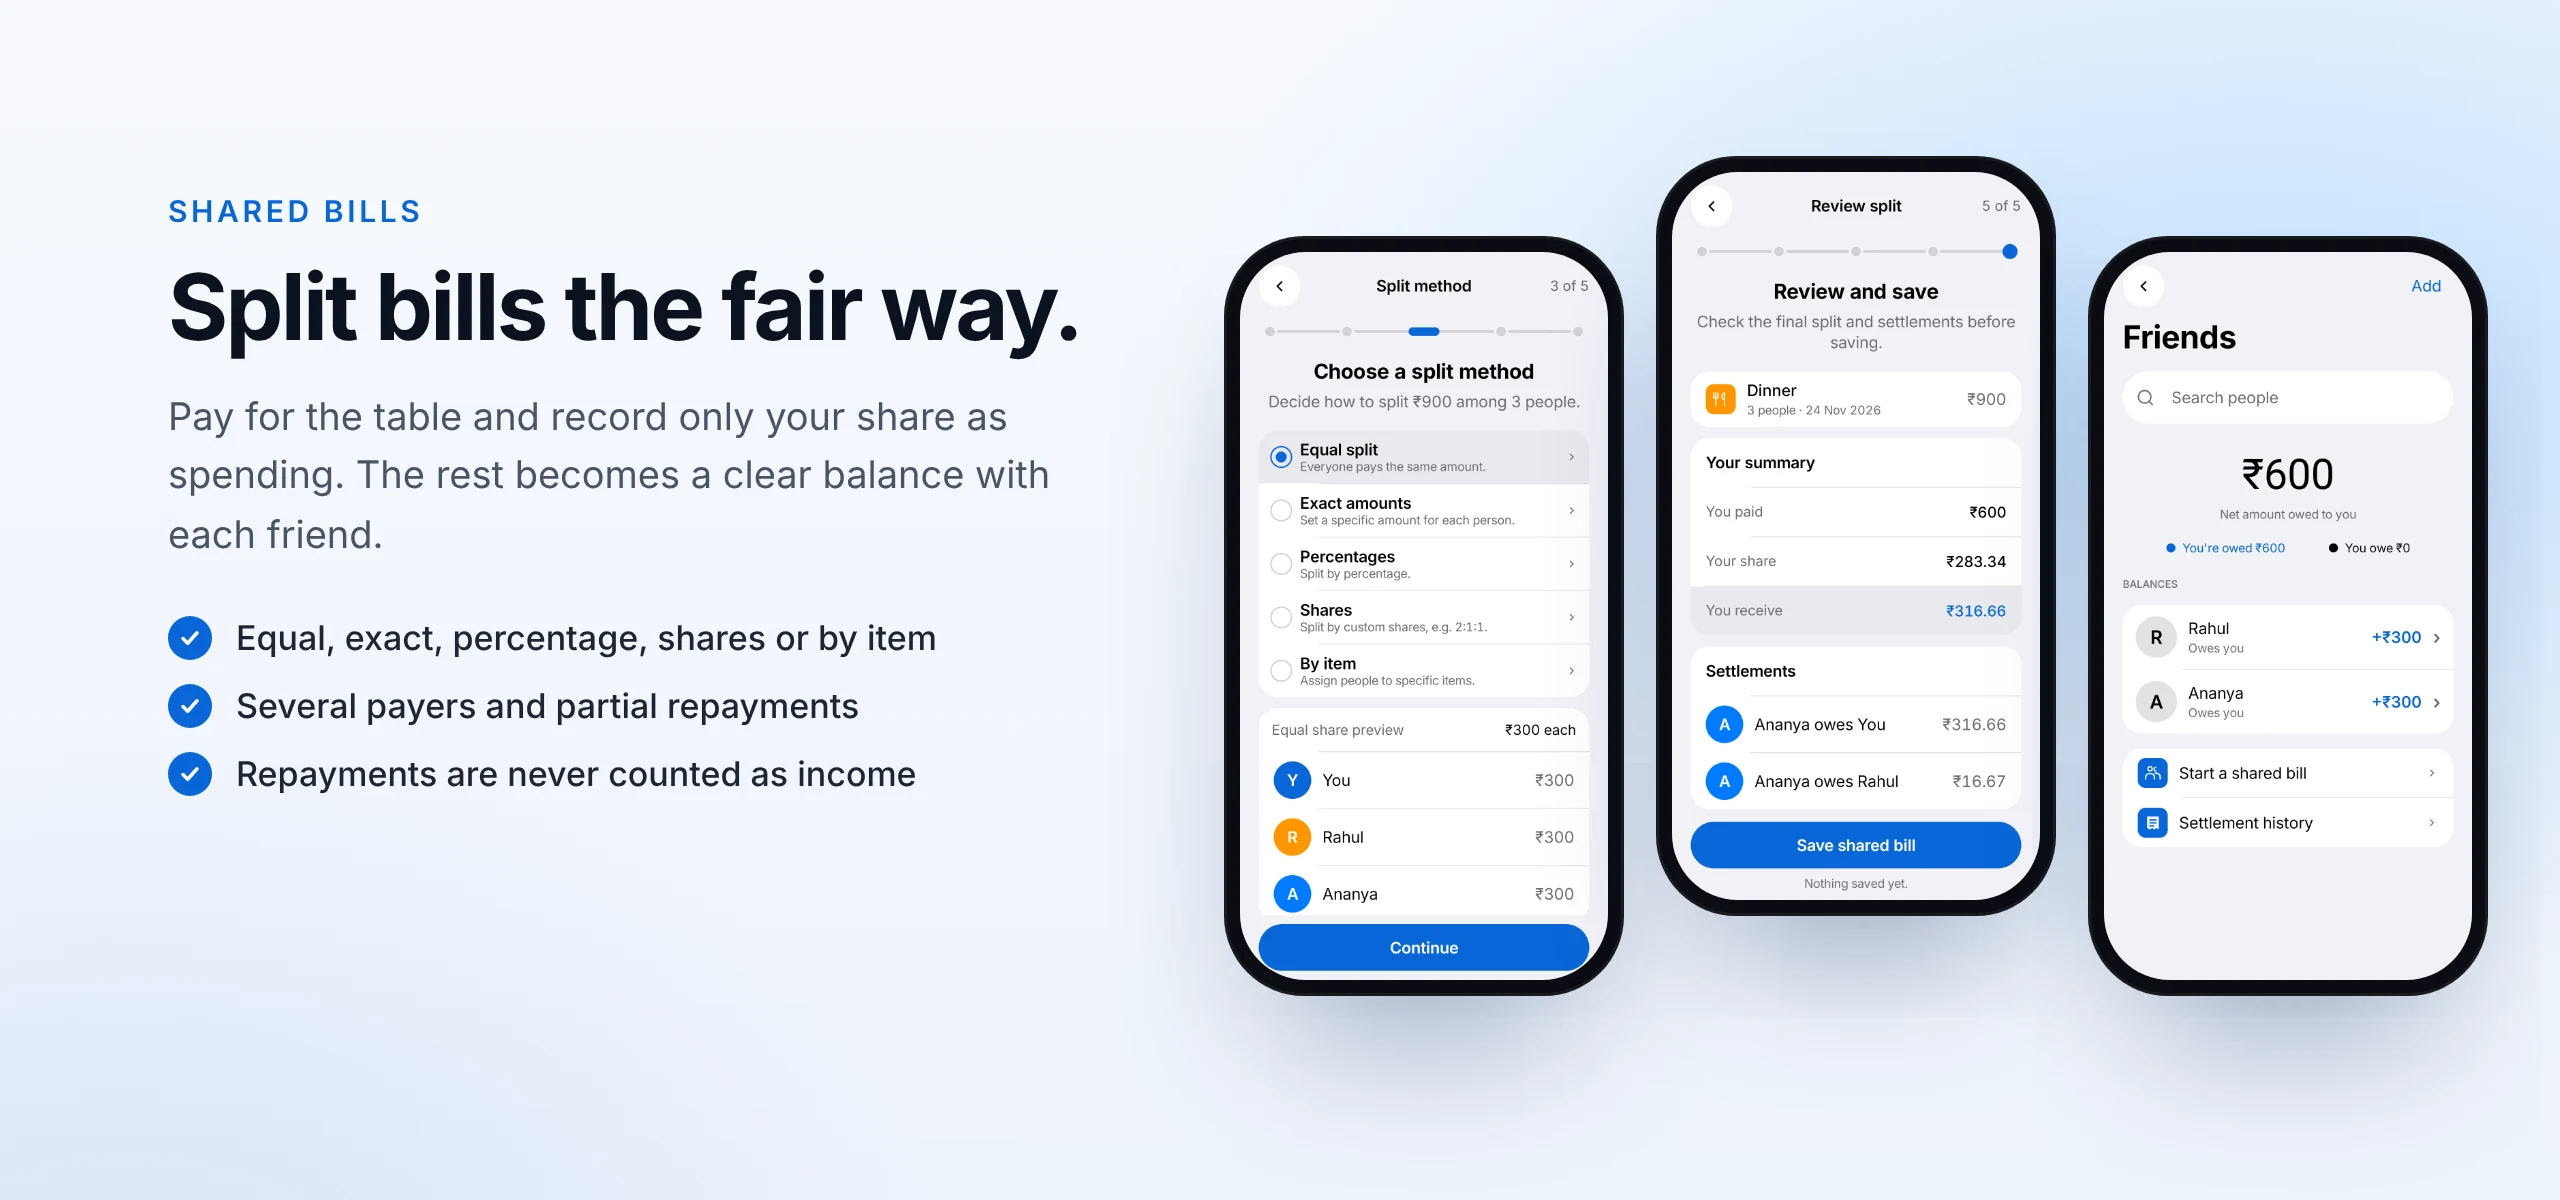 SHARED BILLS
Split bills the fair way.
Pay for the table and record only your share as
spending. The rest becomes a clear balance with
each friend.
Equal, exact, percentage, shares or by item
Several payers and partial repayments
Repayments are never counted as income
Split method
3 of 5
Choose a split method
Decide how to split ₹900 among 3 people.
Equal split
Everyone pays the same amount.
Exact amounts
Set a specific amount for each person.
Percentages
Split by percentage.
Shares
Split by custom shares, e.g. 2:1:1.
By item
Assign people to specific items.
Equal share preview ₹300 each
Y You ₹300
R Rahul ₹300
A Ananya ₹300
Continue
Review split
5 of 5
Review and save
Check the final split and settlements before
saving.
Dinner
3 people · 24 Nov 2026
₹900
Your summary
You paid ₹600
Your share ₹283.34
You receive ₹316.66
Settlements
A Ananya owes You ₹316.66
A Ananya owes Rahul ₹16.67
Save shared bill
Nothing saved yet.
Add
Friends
Search people
₹600
Net amount owed to you
You're owed ₹600 You owe ₹0
BALANCES
R Rahul
Owes you
+₹300
A Ananya
Owes you
+₹300
Start a shared bill
Settlement history